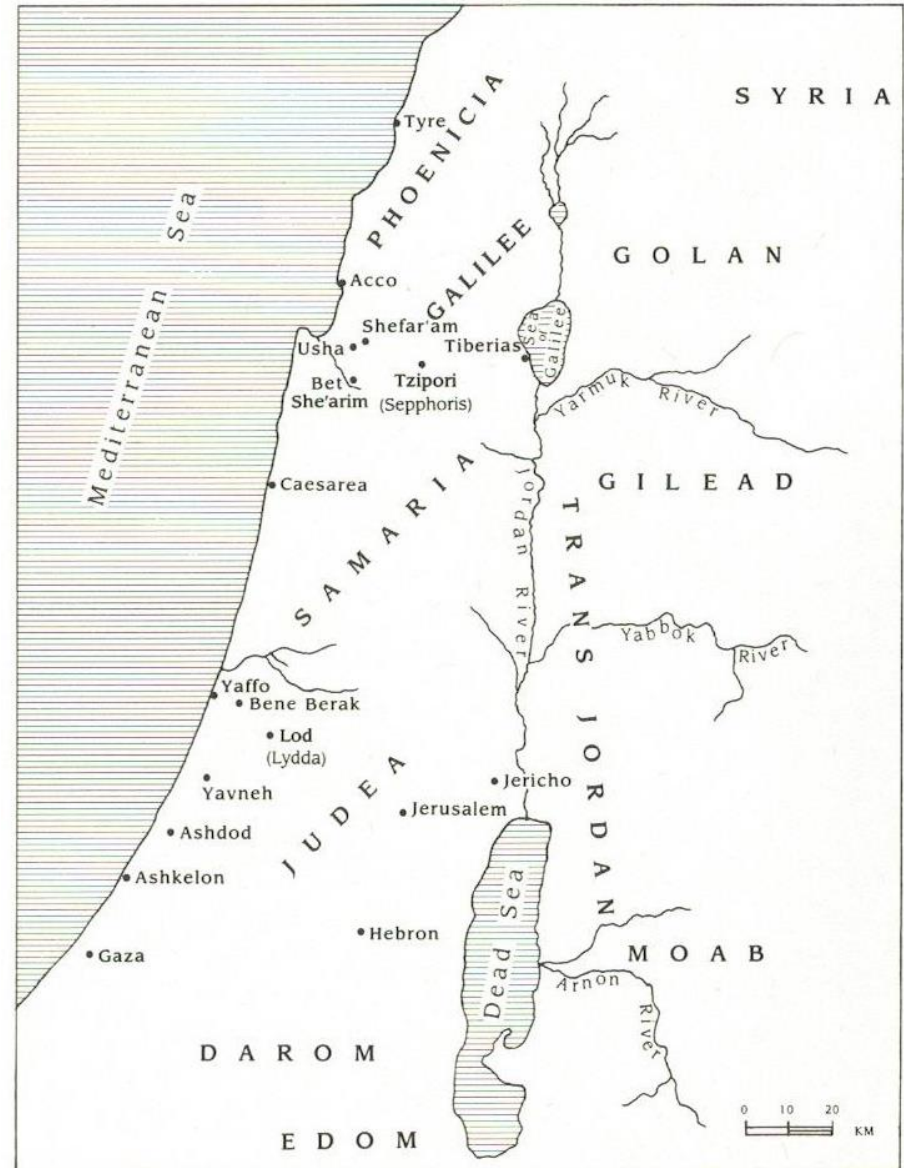 SYRIA
Tyre
PHOENICIA
Mediterranean Sea
GALILEE
GOLAN
Acco
Shefar'am
Usha
Tiberias
Sea of Galilee
Bet
She'arim
Tzipori
(Sepphoris)
Yarmuk River
Caesarea
SAMARIA
GILEAD
Jordan River
TRANS JORDAN
Yabbok River
Yaffo
Bene Berak
Lod
(Lydda)
Yavneh
JUDEA
Jericho
Jerusalem
Ashdod
Ashkelon
Hebron
Gaza
Dead Sea
MOAB
Arnon River
DAROM
EDOM
0 10 20
KM